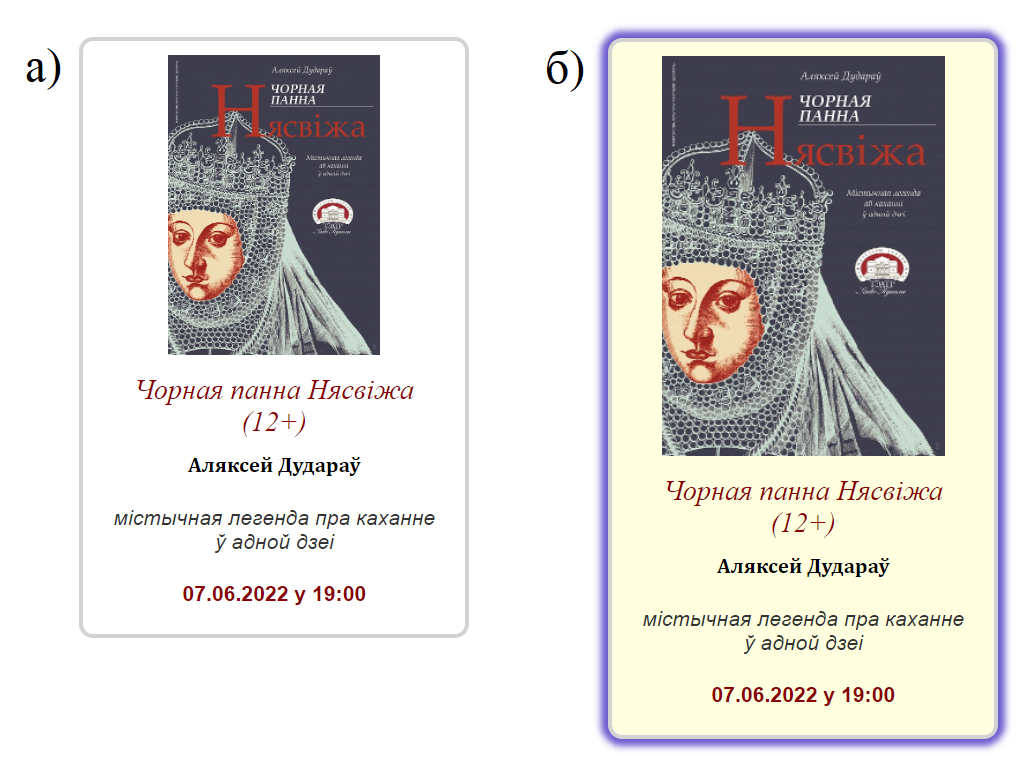 а)
Аляксей Дудараў
ЧОРНАЯ
ПАННА
Нясвіжа
Містычная легенда
аб каханні
ў адной дзеі
ТЭАТР
Чорная панна Нясвіжа
(12+)
Аляксей Дудараў
містычная легенда пра каханне
ў адной дзеі
07.06.2022 у 19:00
б)
Аляксей Дудараў
ЧОРНАЯ
ПАННА
Нясвіжа
Містычная легенда
аб каханні
ў адной дзеі
ТЭАТР
Чорная панна Нясвіжа
(12+)
Аляксей Дудараў
містычная легенда пра каханне
ў адной дзеі
07.06.2022 у 19:00